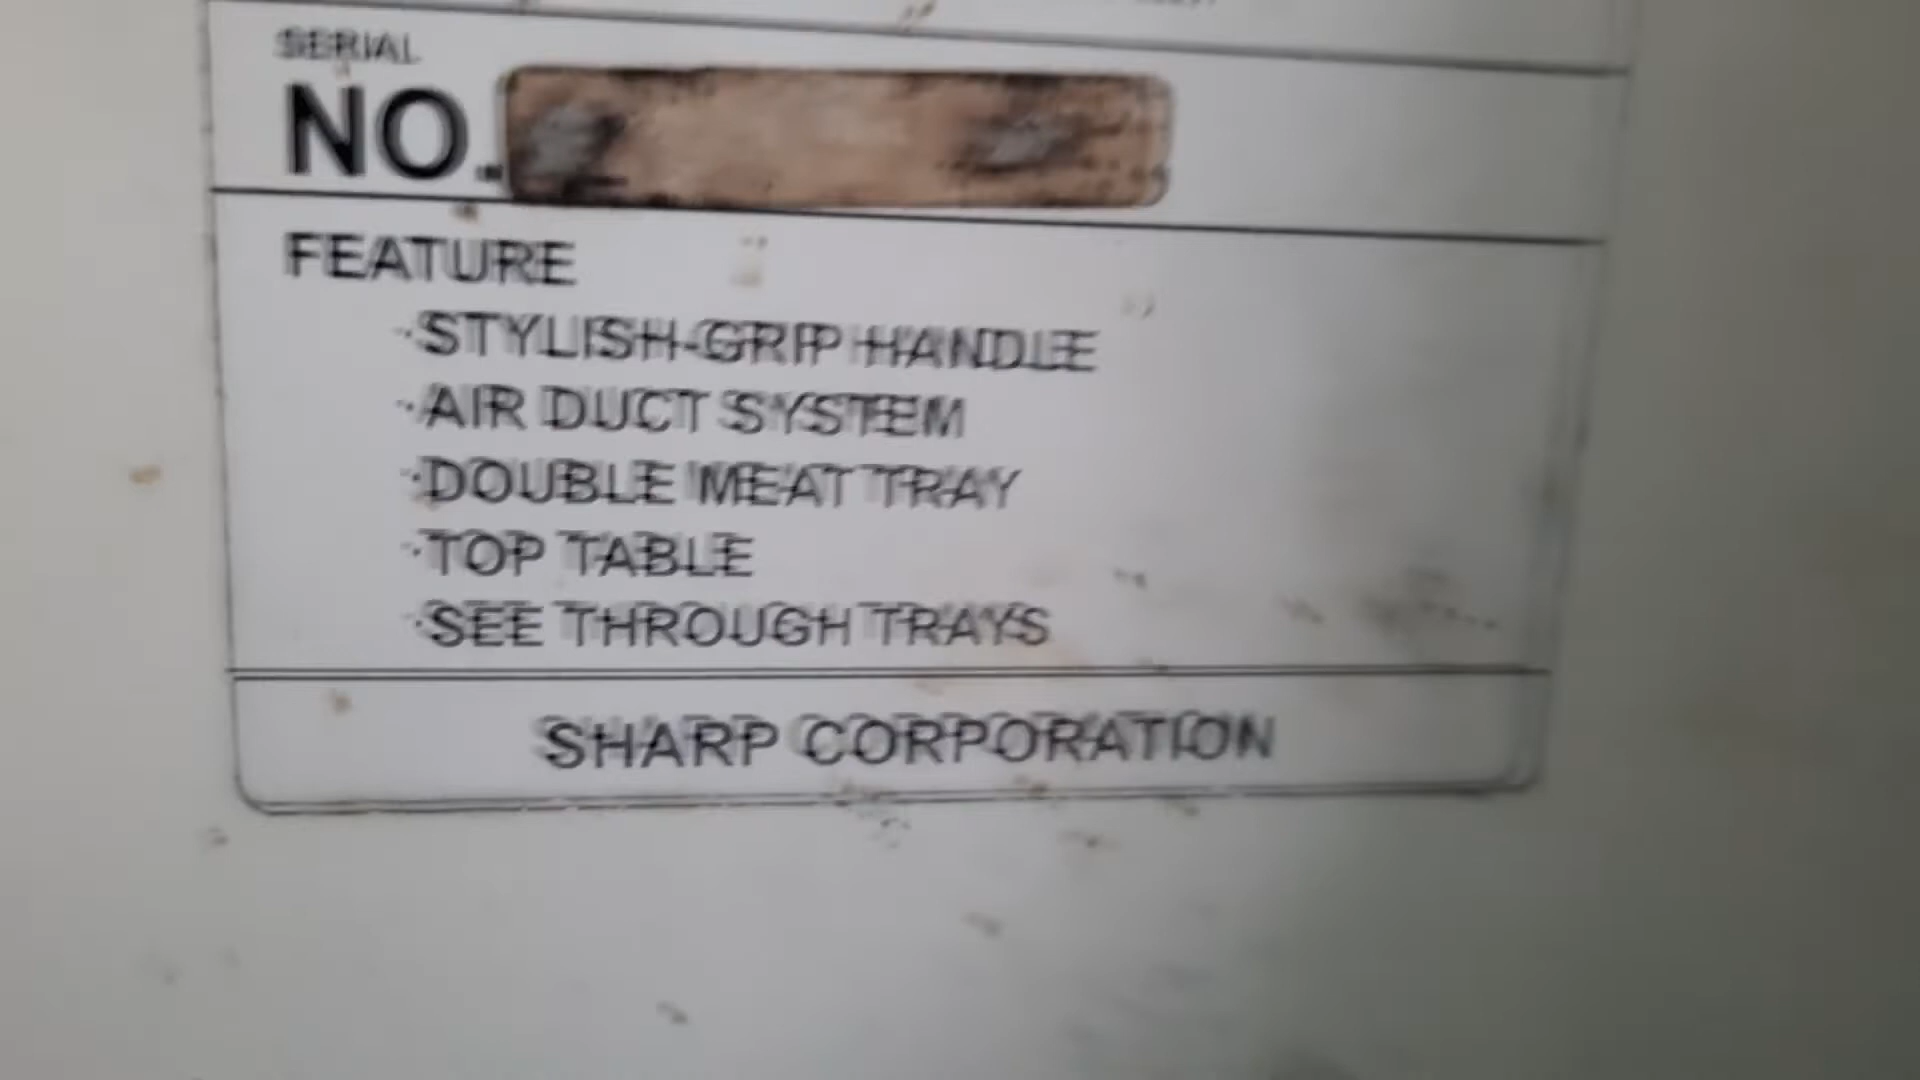 SERIAL
NO.
FEATURE
·STYLISH-GRIP HANDLE
·AIR DUCT SYSTEM
·DOUBLE MEAT TRAY
·TOP TABLE
·SEE THROUGH TRAYS
SHARP CORPORATION